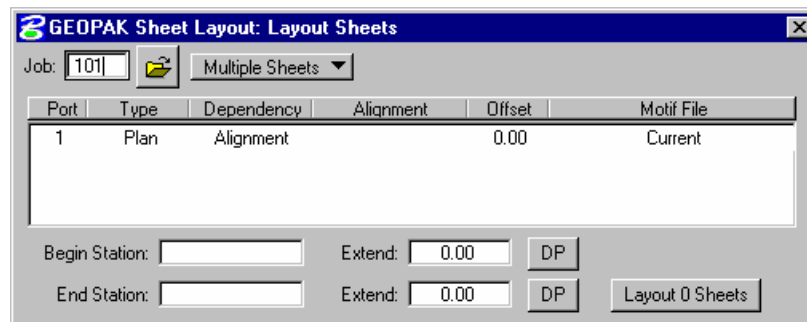 GEOPAK Sheet Layout: Layout Sheets
Job: 101 Multiple Sheets
Port Type Dependency Alignment Offset Motif File
1 Plan Alignment 0.00 Current
Begin Station: Extend: 0.00 DP
End Station: Extend: 0.00 DP Layout 0 Sheets